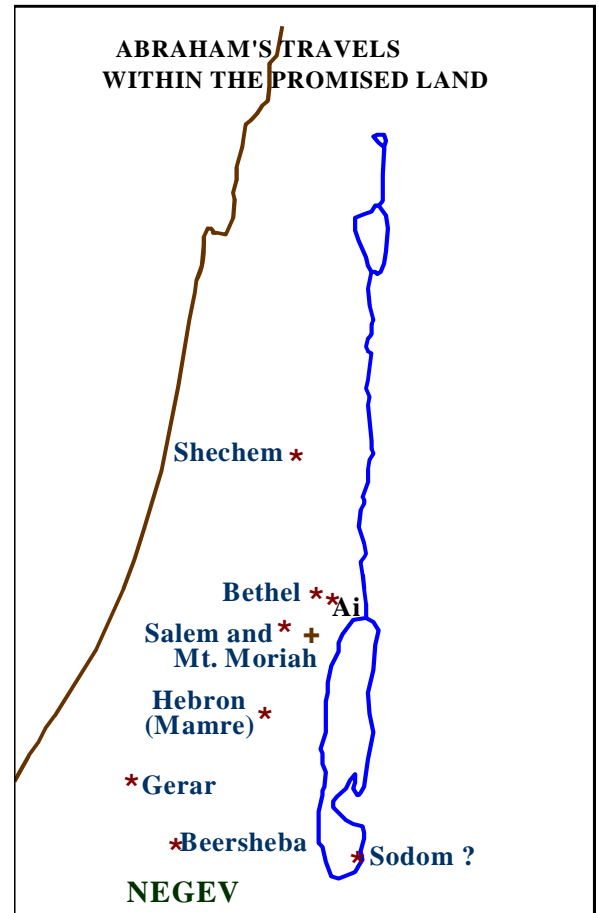 ABRAHAM'S TRAVELS
WITHIN THE PROMISED LAND
Shechem *
Bethel * *
Ai
Salem and * +
Mt. Moriah
Hebron
(Mamre) *
* Gerar
* Beersheba
* Sodom ?
NEGEV